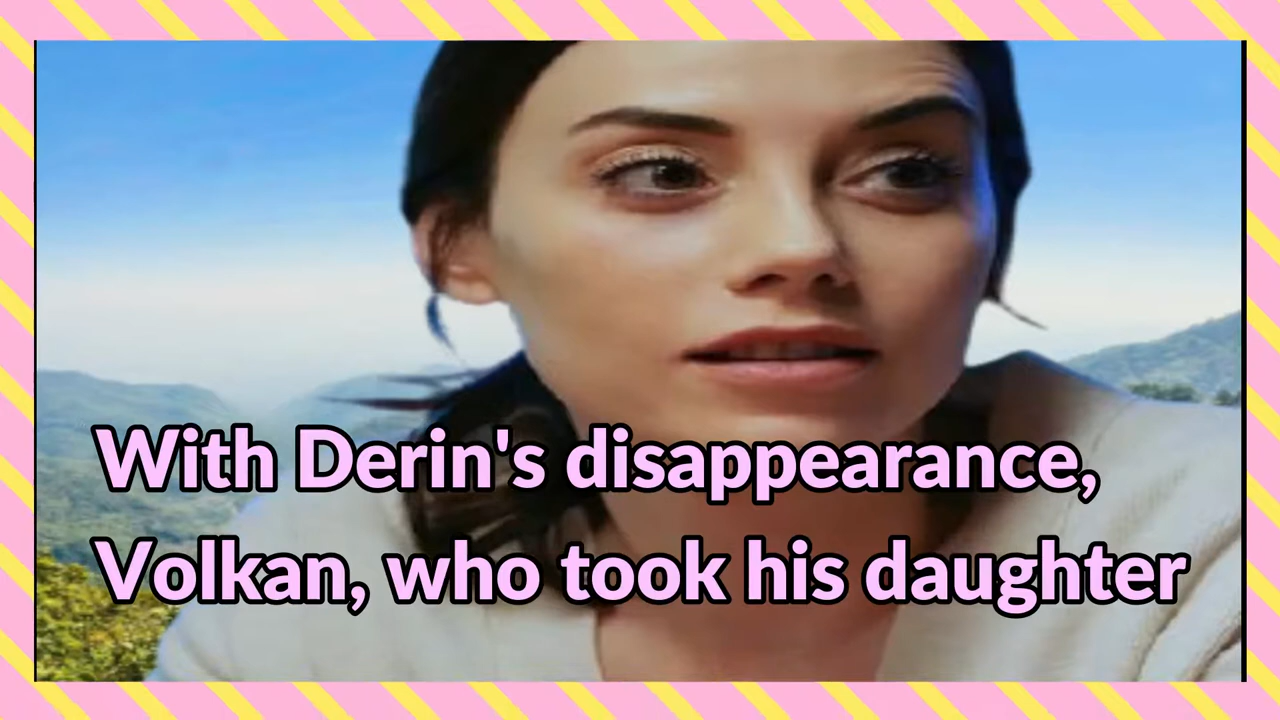 With Derin's disappearance,
Volkan, who took his daughter